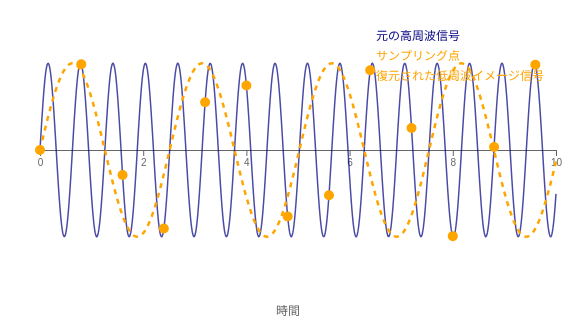 元の高周波信号
サンプリング点
復元された低周波イメージ信号
0 2 4 6 8 10
時間